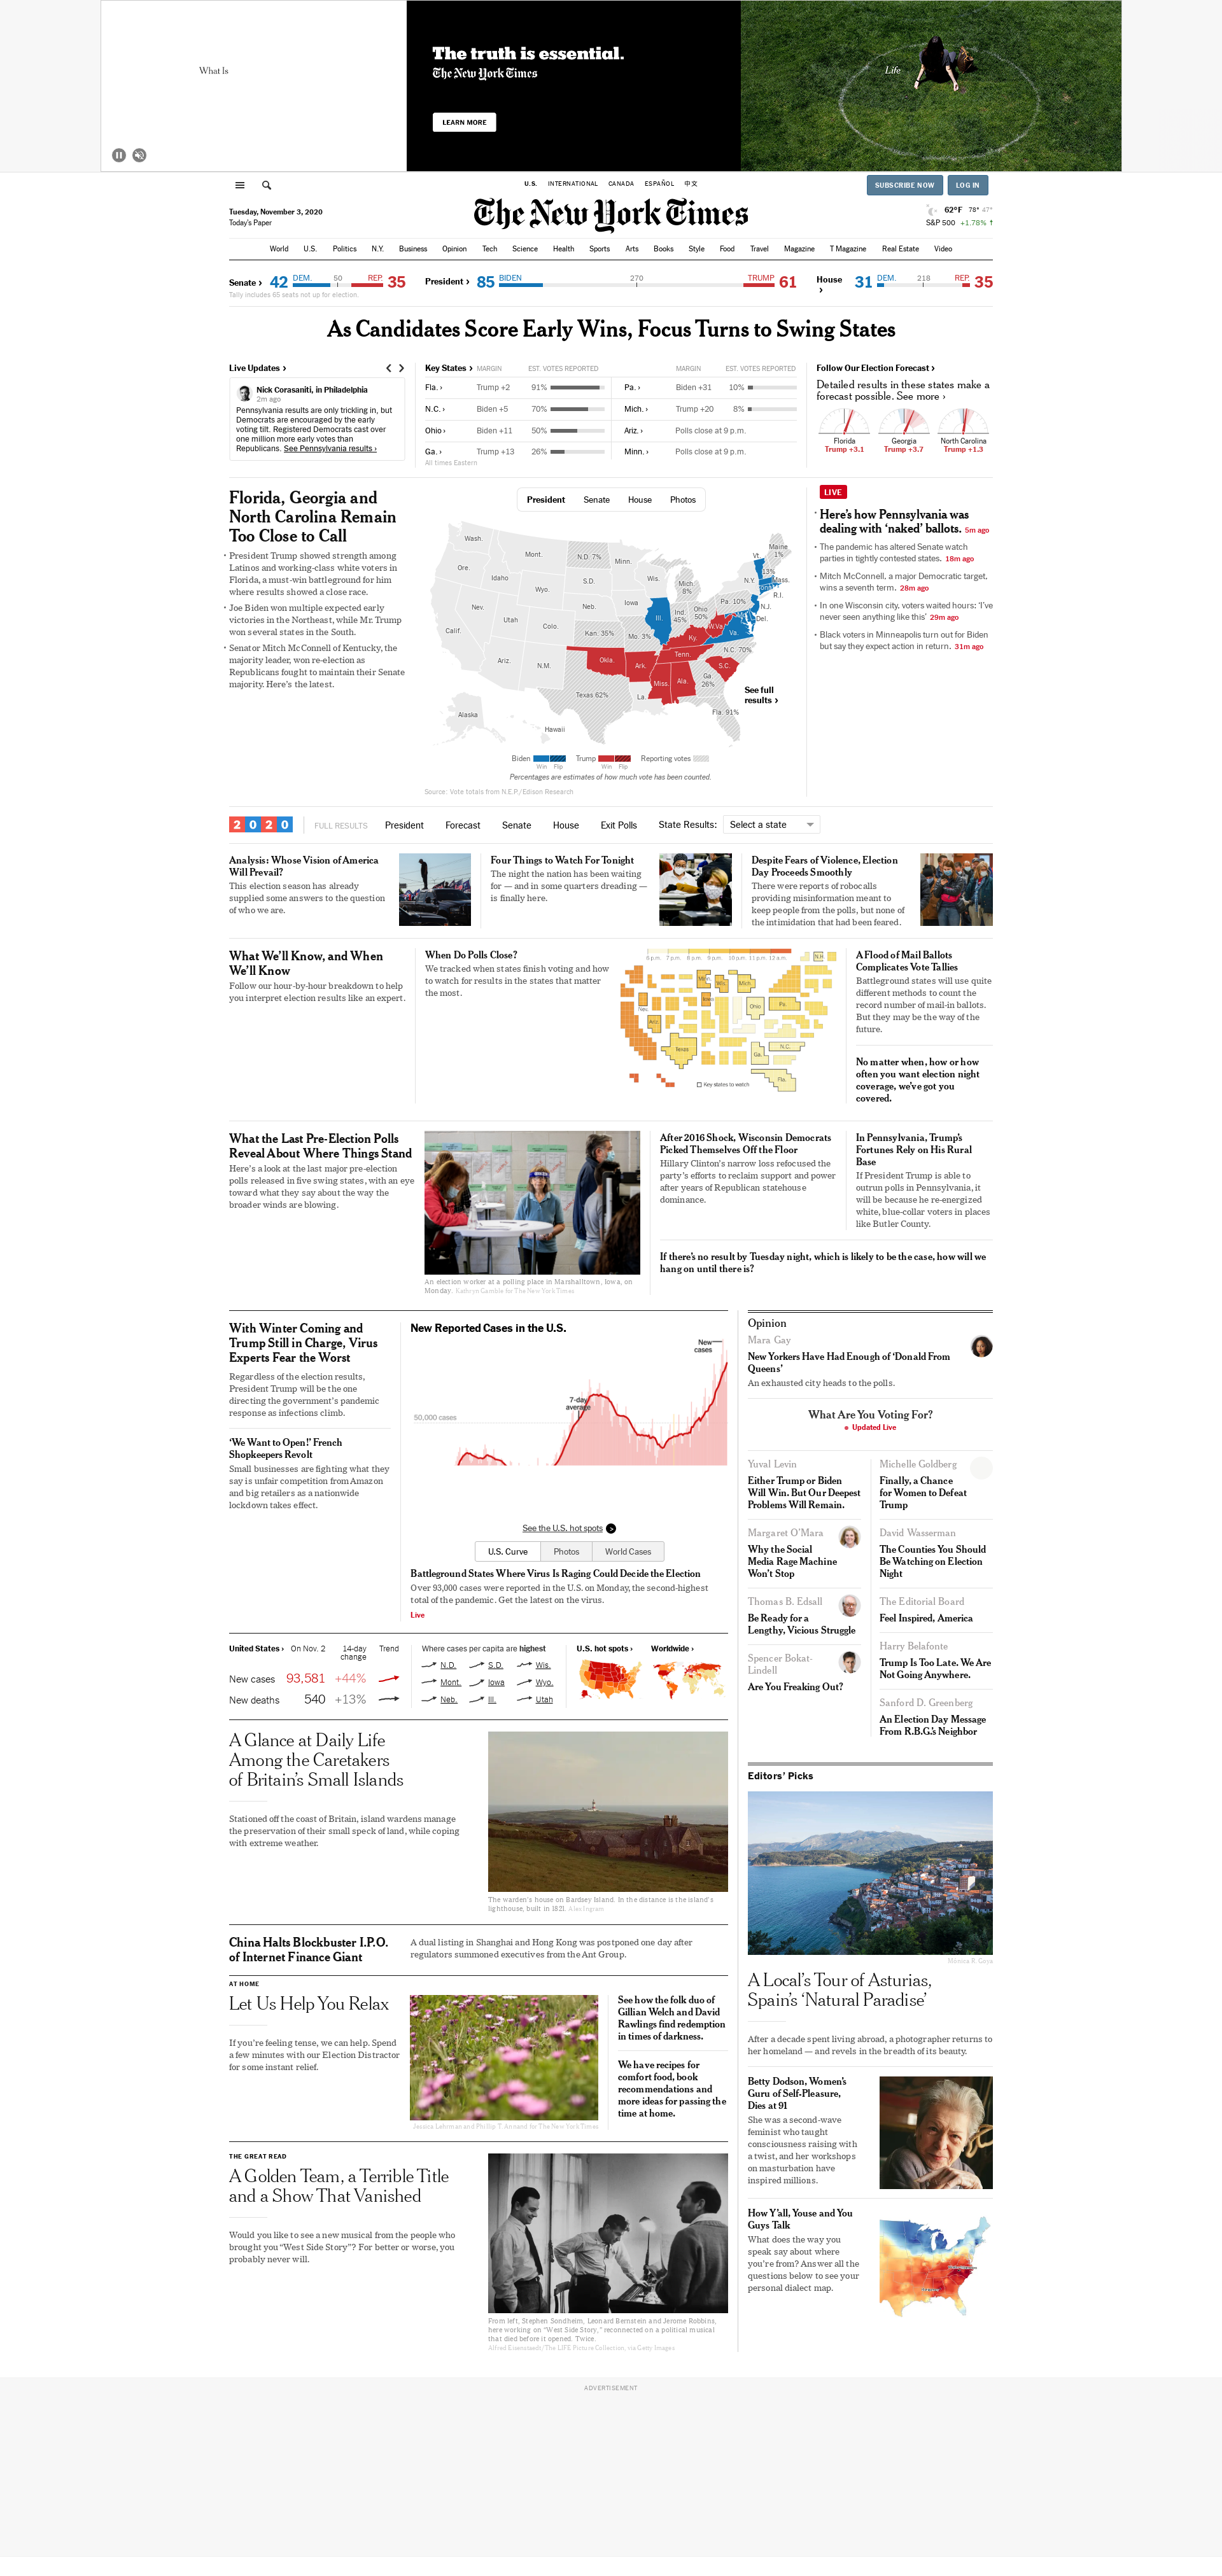 What Is
The truth is essential.
The New York Times
Life
LEARN MORE
U.S. INTERNATIONAL CANADA ESPAÑOL 中文
SUBSCRIBE NOW LOG IN
Tuesday, November 3, 2020
Today's Paper
The New York Times
62°F 78° 47°
S&P 500 +1.78% ↑
World U.S. Politics N.Y. Business Opinion Tech Science Health Sports Arts Books Style Food Travel Magazine T Magazine Real Estate Video
Senate › 42 DEM. 50 REP. 35
Tally includes 65 seats not up for election.
President › 85 BIDEN 270 TRUMP 61
House › 31 DEM. 218 REP. 35
As Candidates Score Early Wins, Focus Turns to Swing States
Live Updates ›
Nick Corasaniti, in Philadelphia
2m ago
Pennsylvania results are only trickling in, but
Democrats are encouraged by the early
voting tilt. Registered Democrats cast over
one million more early votes than
Republicans. See Pennsylvania results ›
Key States › MARGIN EST. VOTES REPORTED MARGIN EST. VOTES REPORTED
Fla. › Trump +2 91% Pa. › Biden +31 10%
N.C. › Biden +5 70% Mich. › Trump +20 8%
Ohio › Biden +11 50% Ariz. › Polls close at 9 p.m.
Ga. › Trump +13 26% Minn. › Polls close at 9 p.m.
All times Eastern
Follow Our Election Forecast ›
Detailed results in these states make a
forecast possible. See more ›
Florida Georgia North Carolina
Trump +3.1 Trump +3.7 Trump +1.3
Florida, Georgia and
North Carolina Remain
Too Close to Call
• President Trump showed strength among
Latinos and working-class white voters in
Florida, a must-win battleground for him
where results showed a close race.
• Joe Biden won multiple expected early
victories in the Northeast, while Mr. Trump
won several states in the South.
• Senator Mitch McConnell of Kentucky, the
majority leader, won re-election as
Republicans fought to maintain their Senate
majority. Here's the latest.
President Senate House Photos
Wash.
Mont.
N.D. 7%
Minn.
Vt.
Maine
1%
Ore.
Idaho
S.D.
Wis.
Mich.
8%
N.Y.
13%
Mass.
R.I.
Wyo.
Nev.
Neb.
Iowa
Ill.
Ind.
45%
Ohio
50%
Pa. 10%
N.J.
Del.
Utah
Colo.
Calif.
Kan. 35%
Mo. 3%
Ky.
W.Va.
Va.
Ariz.
N.M.
Okla.
Ark.
Tenn.
N.C. 70%
S.C.
Miss.
Ala.
Ga.
26%
Texas 62%
La.
Fla. 91%
Alaska
Hawaii
See full
results ›
Biden Trump Reporting votes
Win Flip Win Flip
Percentages are estimates of how much vote has been counted.
Source: Vote totals from N.E.P./Edison Research
LIVE
• Here's how Pennsylvania was
dealing with 'naked' ballots. 5m ago
• The pandemic has altered Senate watch
parties in tightly contested states. 18m ago
• Mitch McConnell, a major Democratic target,
wins a seventh term. 28m ago
• In one Wisconsin city, voters waited hours: 'I've
never seen anything like this' 29m ago
• Black voters in Minneapolis turn out for Biden
but say they expect action in return. 31m ago
2020 FULL RESULTS President Forecast Senate House Exit Polls State Results: Select a state
Analysis: Whose Vision of America
Will Prevail?
This election season has already
supplied some answers to the question
of who we are.
Four Things to Watch For Tonight
The night the nation has been waiting
for — and in some quarters dreading —
is finally here.
Despite Fears of Violence, Election
Day Proceeds Smoothly
There were reports of robocalls
providing misinformation meant to
keep people from the polls, but none of
the intimidation that had been feared.
What We'll Know, and When
We'll Know
Follow our hour-by-hour breakdown to help
you interpret election results like an expert.
When Do Polls Close?
We tracked when states finish voting and how
to watch for results in the states that matter
the most.
6 p.m. 7 p.m. 8 p.m. 9 p.m. 10 p.m. 11 p.m. 12 a.m.
N.H.
Minn.
Wis.
Mich.
Iowa
Nev.
Ohio
Pa.
Ariz.
N.C.
Texas
Ga.
Fla.
Key states to watch
A Flood of Mail Ballots
Complicates Vote Tallies
Battleground states will use quite
different methods to count the
record number of mail-in ballots.
But they may be the way of the
future.
No matter when, how or how
often you want election night
coverage, we've got you
covered.
What the Last Pre-Election Polls
Reveal About Where Things Stand
Here's a look at the last major pre-election
polls released in five swing states, with an eye
toward what they say about the way the
broader winds are blowing.
An election worker at a polling place in Marshalltown, Iowa, on
Monday. Kathryn Gamble for The New York Times
After 2016 Shock, Wisconsin Democrats
Picked Themselves Off the Floor
Hillary Clinton's narrow loss refocused the
party's efforts to reclaim support and power
after years of Republican statehouse
dominance.
In Pennsylvania, Trump's
Fortunes Rely on His Rural
Base
If President Trump is able to
outrun polls in Pennsylvania, it
will be because he re-energized
white, blue-collar voters in places
like Butler County.
If there's no result by Tuesday night, which is likely to be the case, how will we
hang on until there is?
With Winter Coming and
Trump Still in Charge, Virus
Experts Fear the Worst
Regardless of the election results,
President Trump will be the one
directing the government's pandemic
response as infections climb.
'We Want to Open!' French
Shopkeepers Revolt
Small businesses are fighting what they
say is unfair competition from Amazon
and big retailers as a nationwide
lockdown takes effect.
New Reported Cases in the U.S.
New
cases
7-day
average
50,000 cases
See the U.S. hot spots
U.S. Curve Photos World Cases
Battleground States Where Virus Is Raging Could Decide the Election
Over 93,000 cases were reported in the U.S. on Monday, the second-highest
total of the pandemic. Get the latest on the virus.
Live
United States › On Nov. 2 14-day change Trend
New cases 93,581 +44%
New deaths 540 +13%
Where cases per capita are highest
N.D. S.D. Wis.
Mont. Iowa Wyo.
Neb. Ill. Utah
U.S. hot spots › Worldwide ›
A Glance at Daily Life
Among the Caretakers
of Britain's Small Islands
Stationed off the coast of Britain, island wardens manage
the preservation of their small speck of land, while coping
with extreme weather.
The warden's house on Bardsey Island. In the distance is the island's
lighthouse, built in 1821. Alex Ingram
China Halts Blockbuster I.P.O.
of Internet Finance Giant
A dual listing in Shanghai and Hong Kong was postponed one day after
regulators summoned executives from the Ant Group.
AT HOME
Let Us Help You Relax
If you're feeling tense, we can help. Spend
a few minutes with our Election Distractor
for some instant relief.
Jessica Lehrman and Phillip T. Annand for The New York Times
See how the folk duo of
Gillian Welch and David
Rawlings find redemption
in times of darkness.
We have recipes for
comfort food, book
recommendations and
more ideas for passing the
time at home.
THE GREAT READ
A Golden Team, a Terrible Title
and a Show That Vanished
Would you like to see a new musical from the people who
brought you "West Side Story"? For better or worse, you
probably never will.
From left, Stephen Sondheim, Leonard Bernstein and Jerome Robbins,
here working on "West Side Story," reconnected on a political musical
that died before it opened. Twice.
Alfred Eisenstaedt/The LIFE Picture Collection, via Getty Images
Opinion
Mara Gay
New Yorkers Have Had Enough of 'Donald From
Queens'
An exhausted city heads to the polls.
What Are You Voting For?
Updated Live
Yuval Levin
Either Trump or Biden
Will Win. But Our Deepest
Problems Will Remain.
Margaret O'Mara
Why the Social
Media Rage Machine
Won't Stop
Thomas B. Edsall
Be Ready for a
Lengthy, Vicious Struggle
Spencer Bokat-
Lindell
Are You Freaking Out?
Michelle Goldberg
Finally, a Chance
for Women to Defeat
Trump
David Wasserman
The Counties You Should
Be Watching on Election
Night
The Editorial Board
Feel Inspired, America
Harry Belafonte
Trump Is Too Late. We Are
Not Going Anywhere.
Sanford D. Greenberg
An Election Day Message
From R.B.G.'s Neighbor
Editors' Picks
Mónica R. Goya
A Local's Tour of Asturias,
Spain's 'Natural Paradise'
After a decade spent living abroad, a photographer returns to
her homeland — and revels in the breadth of its beauty.
Betty Dodson, Women's
Guru of Self-Pleasure,
Dies at 91
She was a second-wave
feminist who taught
consciousness raising with
a twist, and her workshops
on masturbation have
inspired millions.
How Y'all, Youse and You
Guys Talk
What does the way you
speak say about where
you're from? Answer all the
questions below to see your
personal dialect map.
ADVERTISEMENT